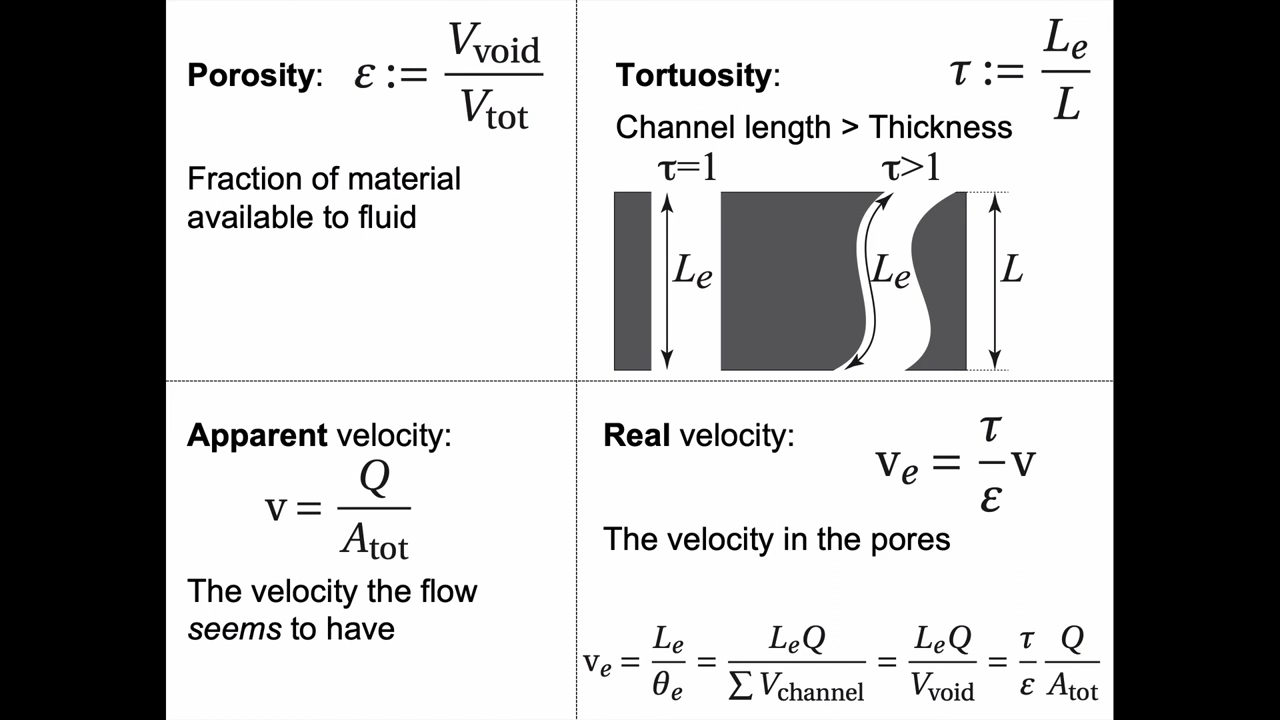 Porosity: ε := V_void / V_tot
Fraction of material
available to fluid
Tortuosity: τ := L_e / L
Channel length > Thickness
τ=1 τ>1
L_e L_e L
Apparent velocity:
v = Q / A_tot
The velocity the flow
seems to have
Real velocity: v_e = τ/ε v
The velocity in the pores
v_e = L_e / θ_e = L_e Q / ∑ V_channel = L_e Q / V_void = τ/ε Q / A_tot